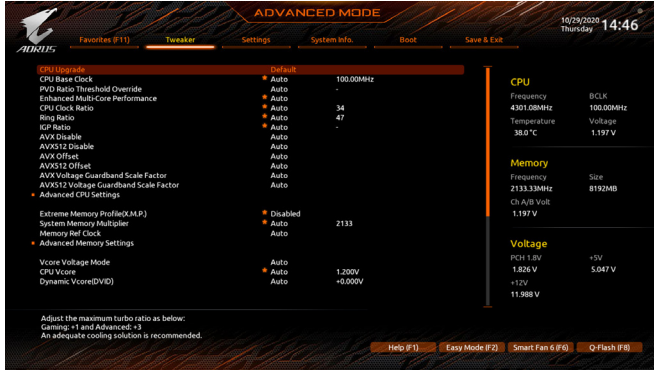 ADVANCED MODE
10/29/2020 Thursday 14:46
AORUS
Favorites (F11) Tweaker Settings System Info. Boot Save & Exit
CPU Upgrade Default
CPU Base Clock * Auto 100.00MHz
PVD Ratio Threshold Override Auto -
Enhanced Multi-Core Performance * Auto
CPU Clock Ratio * Auto 34
Ring Ratio * Auto 47
IGP Ratio * Auto -
AVX Disable Auto
AVX512 Disable Auto
AVX Offset Auto
AVX512 Offset Auto
AVX Voltage Guardband Scale Factor Auto
AVX512 Voltage Guardband Scale Factor Auto
Advanced CPU Settings
Extreme Memory Profile(X.M.P.) * Disabled
System Memory Multiplier * Auto 2133
Memory Ref Clock Auto
Advanced Memory Settings
Vcore Voltage Mode Auto
CPU Vcore * Auto 1.200V
Dynamic Vcore(DVID) Auto +0.000V
CPU
Frequency BCLK
4301.08MHz 100.00MHz
Temperature Voltage
38.0 °C 1.197 V
Memory
Frequency Size
2133.33MHz 8192MB
Ch A/B Volt
1.197 V
Voltage
PCH 1.8V +5V
1.826 V 5.047 V
+12V
11.988 V
Adjust the maximum turbo ratio as below:
Gaming: +1 and Advanced: +3
An adequate cooling solution is recommended.
Help (F1) Easy Mode (F2) Smart Fan 6 (F6) Q-Flash (F8)